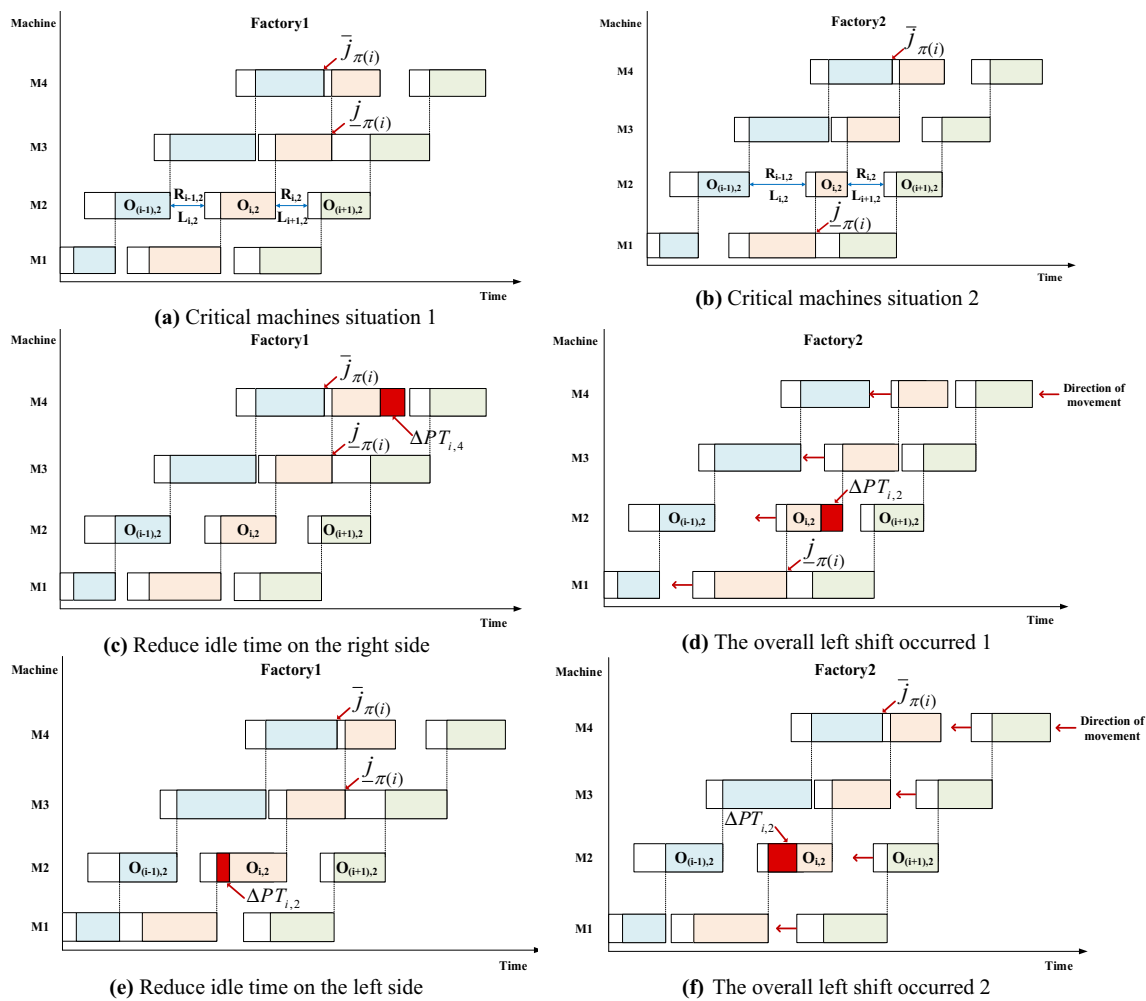 Machine
Factory1
j̄π(i)
M4
j̲π(i)
M3
Ri-1,2
Ri,2
M2
O(i-1),2
Oi,2
O(i+1),2
Li,2
Li+1,2
M1
Time
(a) Critical machines situation 1
Machine
Factory2
j̄π(i)
M4
M3
Ri-1,2
Ri,2
M2
O(i-1),2
Oi,2
O(i+1),2
Li,2
Li+1,2
j̲π(i)
M1
Time
(b) Critical machines situation 2
Machine
Factory1
j̄π(i)
M4
ΔPTi,4
j̲π(i)
M3
M2
O(i-1),2
Oi,2
O(i+1),2
M1
Time
(c) Reduce idle time on the right side
Machine
Factory2
M4
Direction of
movement
M3
ΔPTi,2
M2
O(i-1),2
Oi,2
O(i+1),2
j̲π(i)
M1
Time
(d) The overall left shift occurred 1
Machine
Factory1
j̄π(i)
M4
j̲π(i)
M3
M2
O(i-1),2
Oi,2
O(i+1),2
ΔPTi,2
M1
Time
(e) Reduce idle time on the left side
Machine
Factory2
j̄π(i)
M4
Direction of
movement
M3
ΔPTi,2
M2
O(i-1),2
Oi,2
O(i+1),2
M1
Time
(f) The overall left shift occurred 2